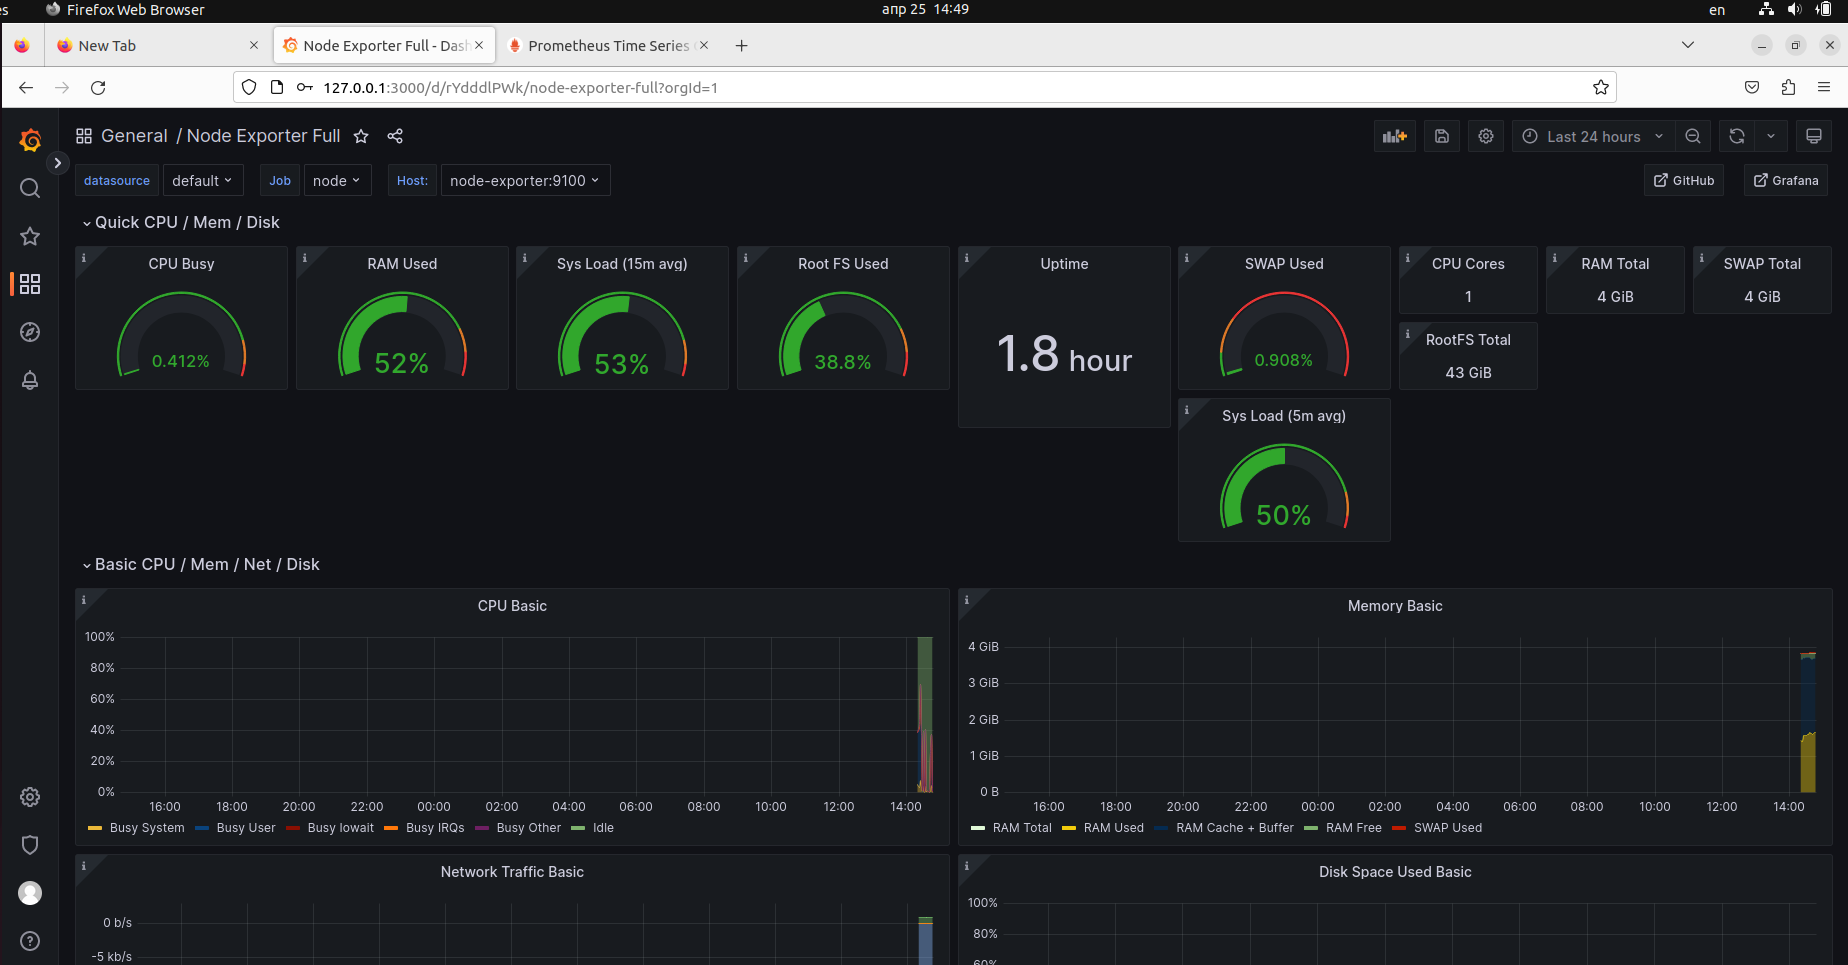 es Firefox Web Browser апр 25 14:49 en
New Tab Node Exporter Full - Dash Prometheus Time Series
127.0.0.1:3000/d/rYdddlPWk/node-exporter-full?orgId=1
General / Node Exporter Full Last 24 hours
datasource default Job node Host: node-exporter:9100 GitHub Grafana
Quick CPU / Mem / Disk
CPU Busy RAM Used Sys Load (15m avg) Root FS Used Uptime SWAP Used CPU Cores RAM Total SWAP Total
1 4 GiB 4 GiB
0.412% 52% 53% 38.8% 1.8 hour 0.908%
RootFS Total
43 GiB
Sys Load (5m avg)
50%
Basic CPU / Mem / Net / Disk
CPU Basic
100%
80%
60%
40%
20%
0%
16:00 18:00 20:00 22:00 00:00 02:00 04:00 06:00 08:00 10:00 12:00 14:00
Busy System Busy User Busy Iowait Busy IRQs Busy Other Idle
Memory Basic
4 GiB
3 GiB
2 GiB
1 GiB
0 B
16:00 18:00 20:00 22:00 00:00 02:00 04:00 06:00 08:00 10:00 12:00 14:00
RAM Total RAM Used RAM Cache + Buffer RAM Free SWAP Used
Network Traffic Basic
0 b/s
-5 kb/s
Disk Space Used Basic
100%
80%
60%